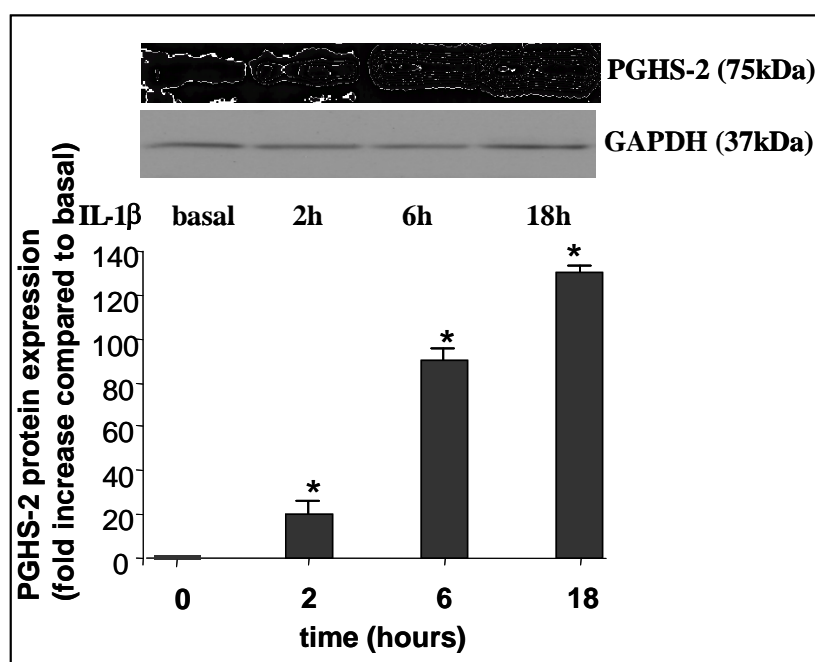 PGHS-2 (75kDa)
GAPDH (37kDa)
IL-1β basal 2h 6h 18h
PGHS-2 protein expression
(fold increase compared to basal)
140
120
100
80
60
40
20
0
*
*
*
0 2 6 18
time (hours)